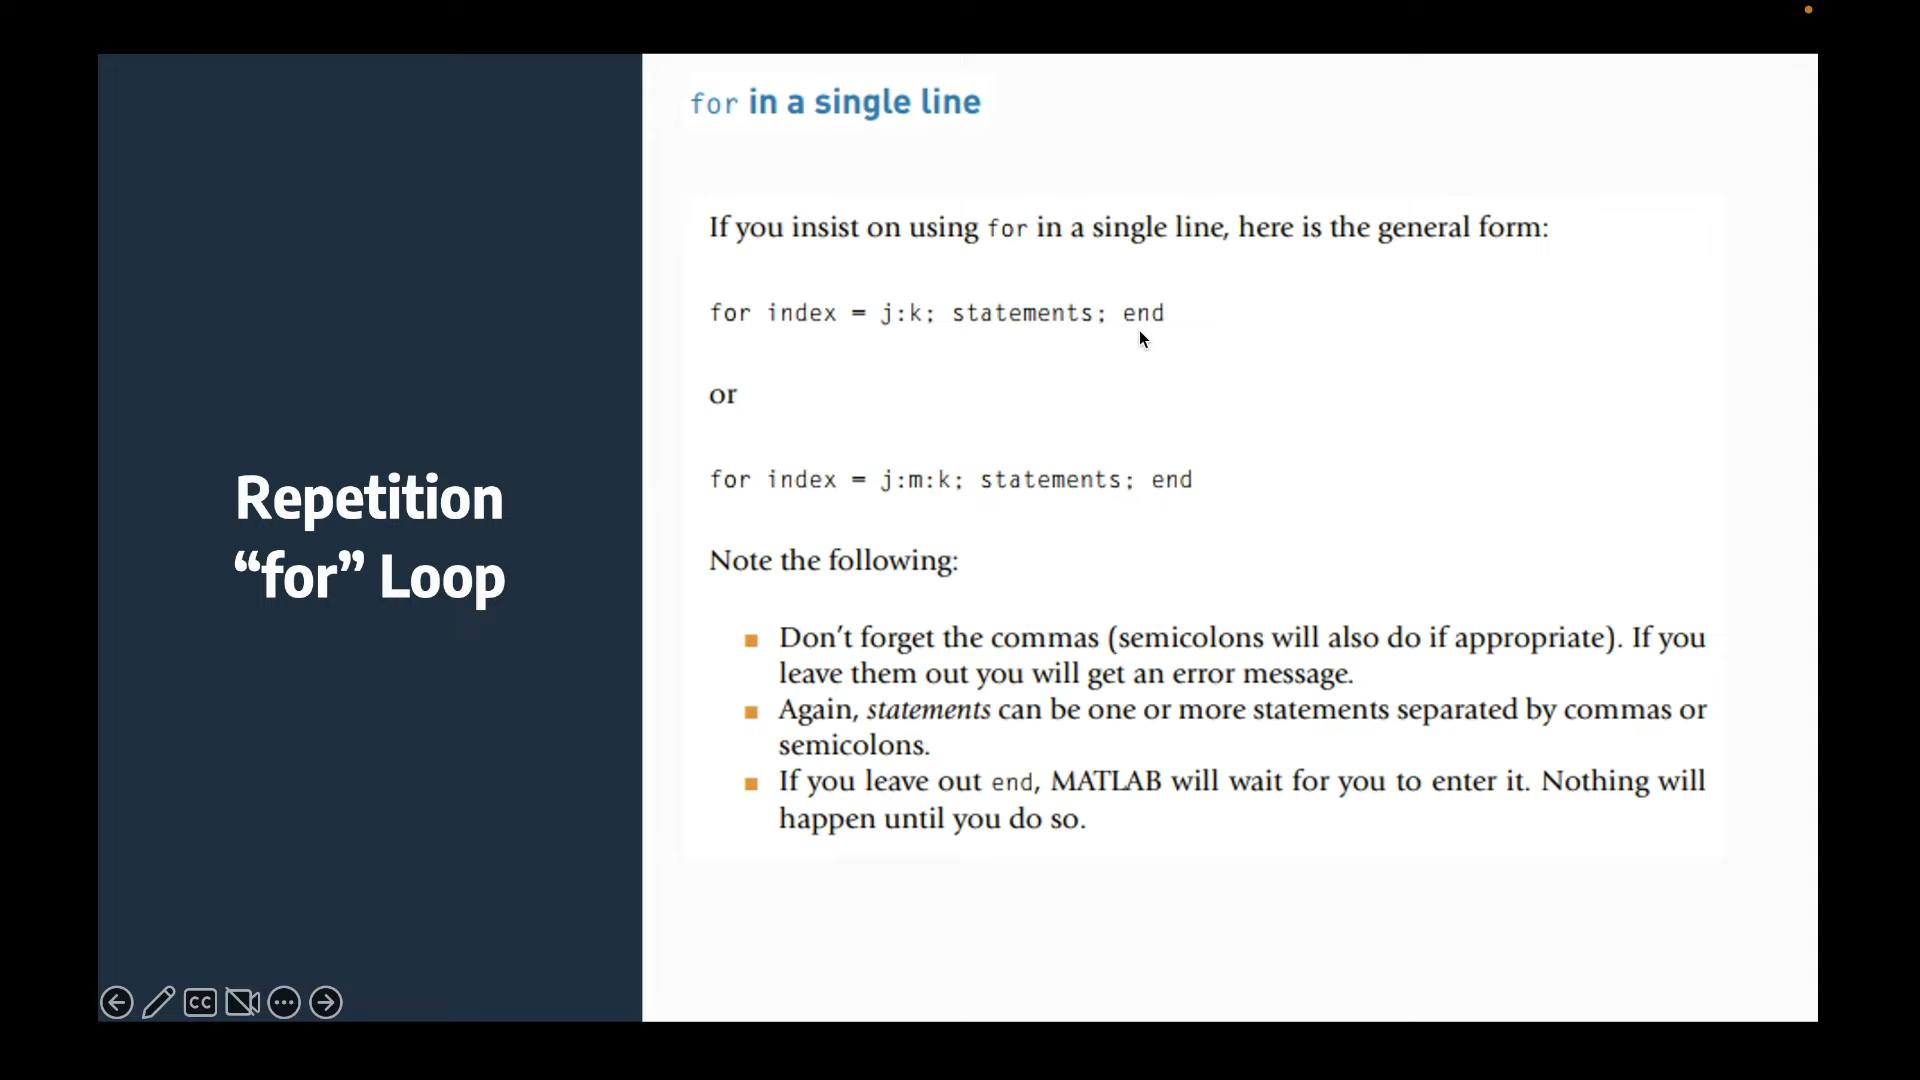 for in a single line
If you insist on using for in a single line, here is the general form:
for index = j:k; statements; end
or
for index = j:m:k; statements; end
Note the following:
Repetition
“for” Loop
■ Don’t forget the commas (semicolons will also do if appropriate). If you
leave them out you will get an error message.
■ Again, statements can be one or more statements separated by commas or
semicolons.
■ If you leave out end, MATLAB will wait for you to enter it. Nothing will
happen until you do so.
CC